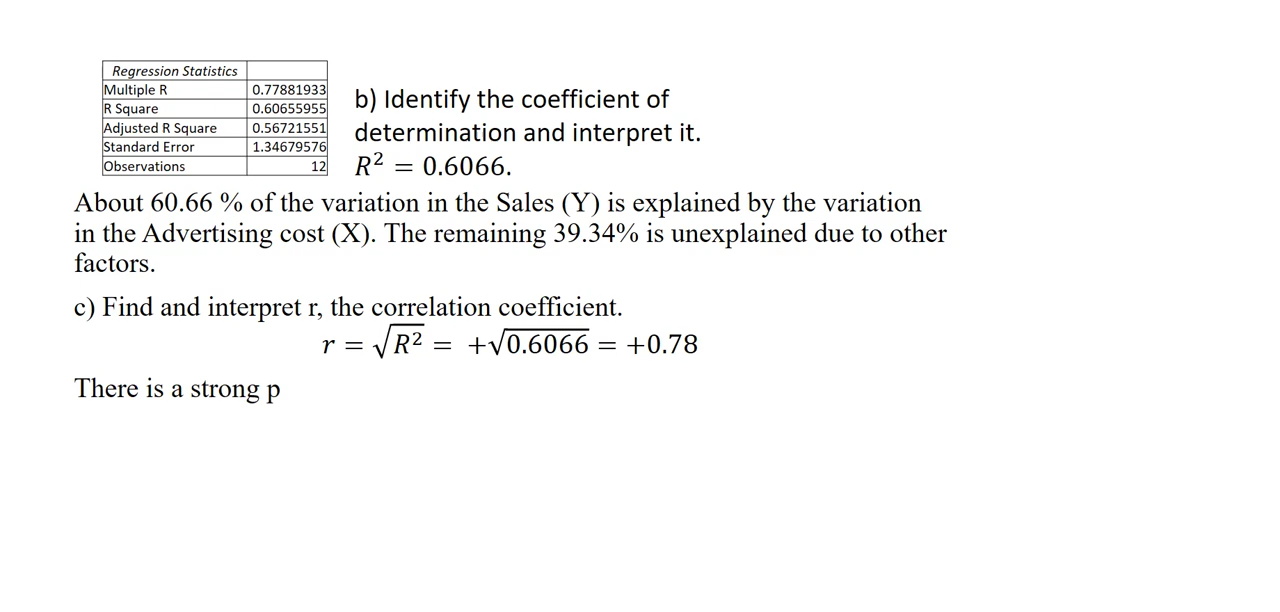 Regression Statistics
Multiple R 0.77881933
R Square 0.60655955
Adjusted R Square 0.56721551
Standard Error 1.34679576
Observations 12
b) Identify the coefficient of
determination and interpret it.
R² = 0.6066.
About 60.66 % of the variation in the Sales (Y) is explained by the variation
in the Advertising cost (X). The remaining 39.34% is unexplained due to other
factors.
c) Find and interpret r, the correlation coefficient.
r = √R² = +√0.6066 = +0.78
There is a strong p